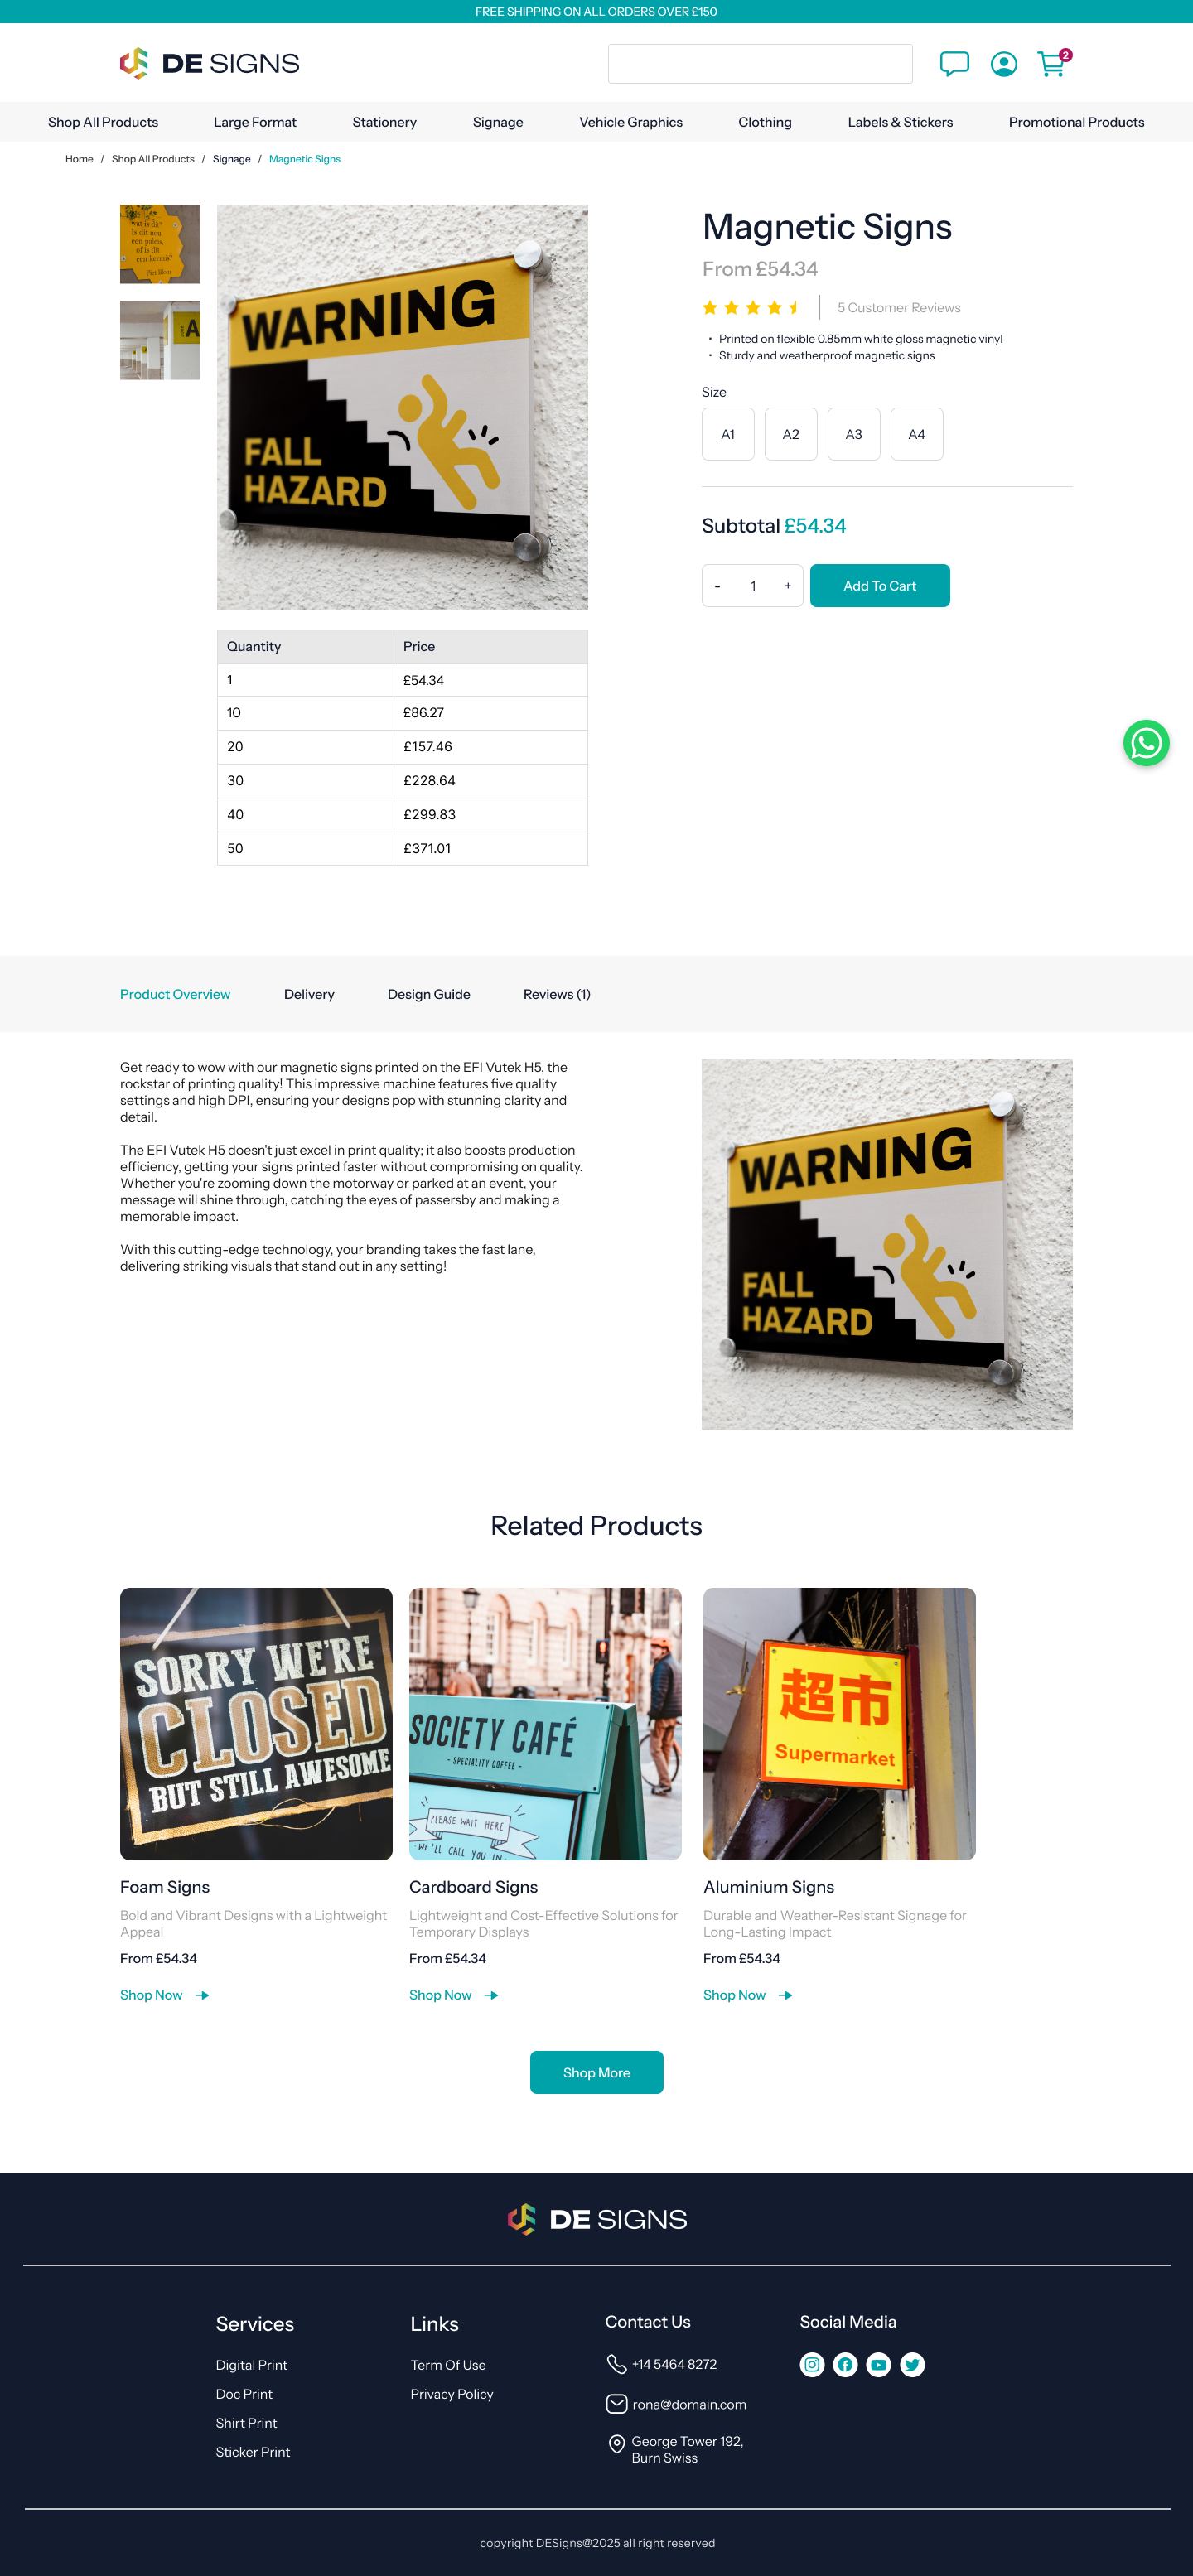 FREE SHIPPING ON ALL ORDERS OVER £150
DE SIGNS
2
Shop All Products
Large Format
Stationery
Signage
Vehicle Graphics
Clothing
Labels & Stickers
Promotional Products
Home / Shop All Products / Signage / Magnetic Signs
wat is dit?
Is dit nou
een paleis,
of is dit
een kermis?
Piet Blom
A
WARNING
FALL
HAZARD
Magnetic Signs
From £54.34
5 Customer Reviews
• Printed on flexible 0.85mm white gloss magnetic vinyl
• Sturdy and weatherproof magnetic signs
Size
A1 A2 A3 A4
Subtotal £54.34
- 1 +
Add To Cart
Quantity Price
1 £54.34
10 £86.27
20 £157.46
30 £228.64
40 £299.83
50 £371.01
Product Overview
Delivery
Design Guide
Reviews (1)
Get ready to wow with our magnetic signs printed on the EFI Vutek H5, the
rockstar of printing quality! This impressive machine features five quality
settings and high DPI, ensuring your designs pop with stunning clarity and
detail.
The EFI Vutek H5 doesn't just excel in print quality; it also boosts production
efficiency, getting your signs printed faster without compromising on quality.
Whether you're zooming down the motorway or parked at an event, your
message will shine through, catching the eyes of passersby and making a
memorable impact.
With this cutting-edge technology, your branding takes the fast lane,
delivering striking visuals that stand out in any setting!
WARNING
FALL
HAZARD
Related Products
SORRY WE'RE
CLOSED
BUT STILL AWESOME
Foam Signs
Bold and Vibrant Designs with a Lightweight
Appeal
From £54.34
Shop Now
SOCIETY CAFÉ
- SPECIALITY COFFEE -
PLEASE WAIT HERE
WE'LL CALL YOU IN
Cardboard Signs
Lightweight and Cost-Effective Solutions for
Temporary Displays
From £54.34
Shop Now
超市
Supermarket
Aluminium Signs
Durable and Weather-Resistant Signage for
Long-Lasting Impact
From £54.34
Shop Now
Shop More
DE SIGNS
Services
Digital Print
Doc Print
Shirt Print
Sticker Print
Links
Term Of Use
Privacy Policy
Contact Us
+14 5464 8272
rona@domain.com
George Tower 192,
Burn Swiss
Social Media
copyright DESigns@2025 all right reserved